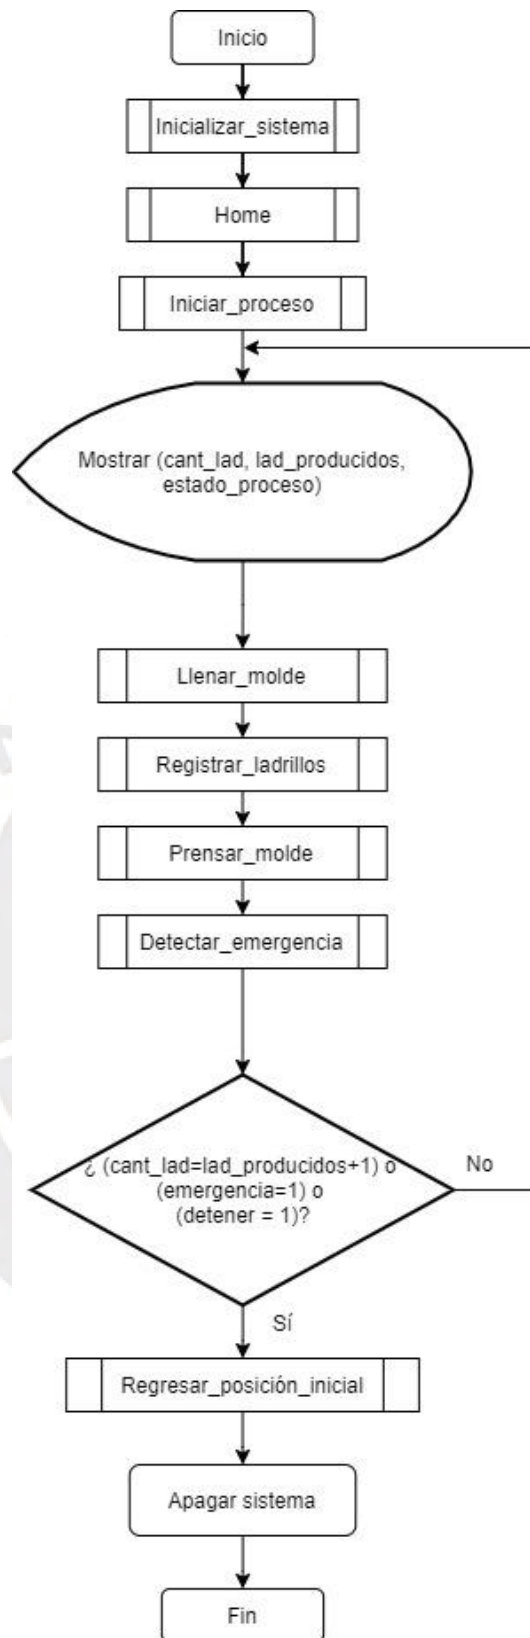 Inicio
Inicializar_sistema
Home
Iniciar_proceso
Mostrar (cant_lad, lad_producidos,
estado_proceso)
Llenar_molde
Registrar_ladrillos
Prensar_molde
Detectar_emergencia
¿ (cant_lad=lad_producidos+1) o
(emergencia=1) o
(detener = 1)?
No
Sí
Regresar_posición_inicial
Apagar sistema
Fin